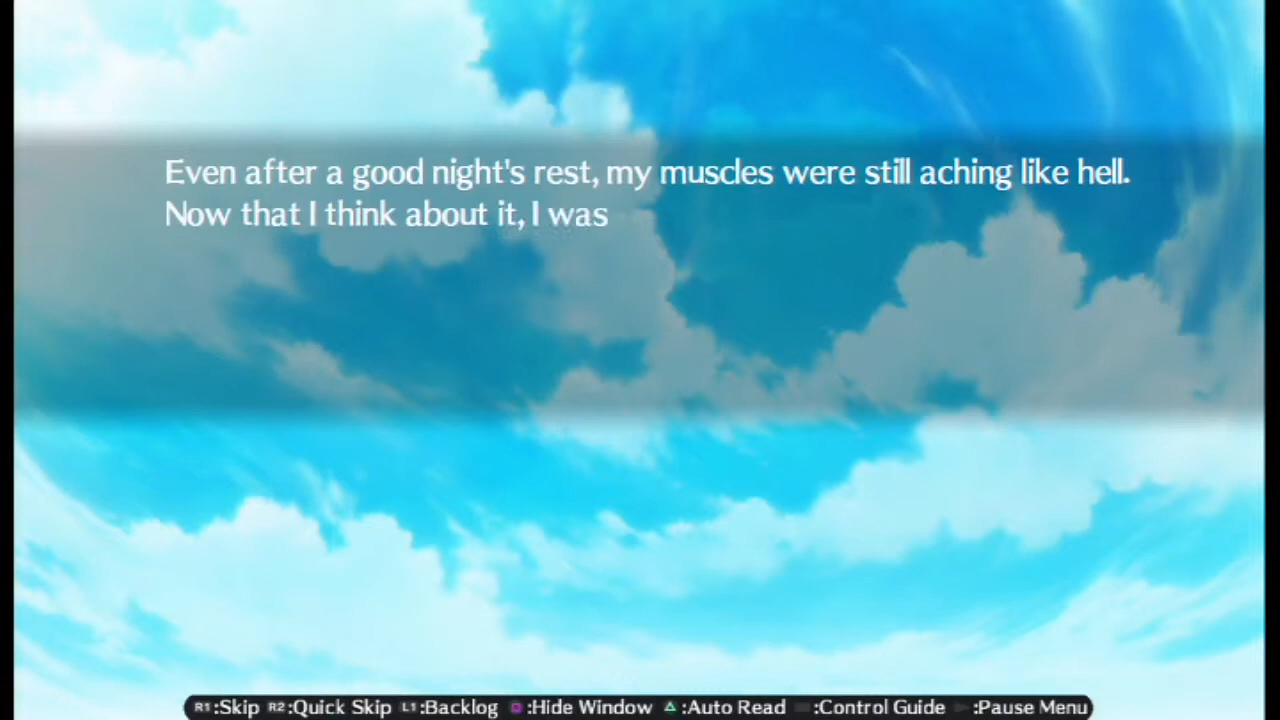 Even after a good night's rest, my muscles were still aching like hell.
Now that I think about it, I was
R1:Skip R2:Quick Skip L1:Backlog :Hide Window :Auto Read :Control Guide :Pause Menu